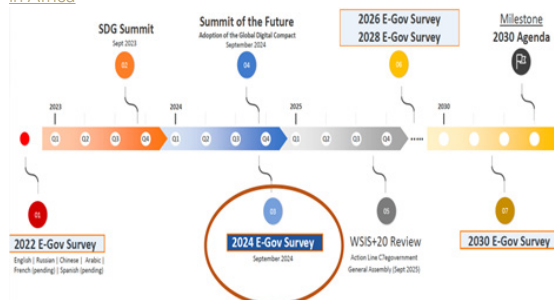 in Africa
SDG Summit
Sept 2023
02
Summit of the Future
Adoption of the Global Digital Compact
September 2024
04
2026 E-Gov Survey
2028 E-Gov Survey
06
Milestone
2030 Agenda
2023
2024
2025
2030
Q1 Q2 Q3 Q4 Q1 Q2 Q3 Q4 Q1 Q2 Q3 Q4
01
2022 E-Gov Survey
English | Russian | Chinese | Arabic |
French (pending) | Spanish (pending)
03
2024 E-Gov Survey
September 2024
05
WSIS+20 Review
Action Line C7egovernment
General Assembly (Sept 2025)
07
2030 E-Gov Survey